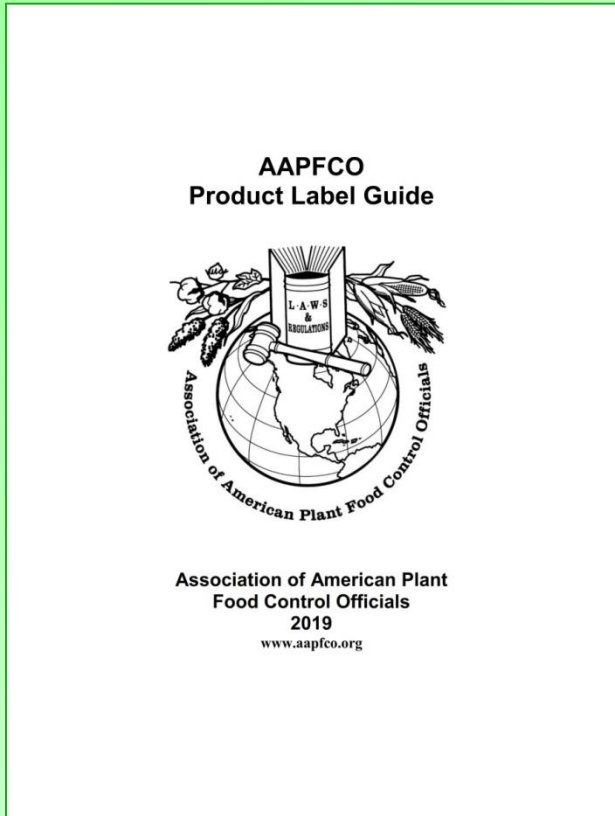 AAPFCO
Product Label Guide
L·A·W·S
&
REGULATIONS
Association of American Plant Food Control Officials
Association of American Plant
Food Control Officials
2019
www.aapfco.org